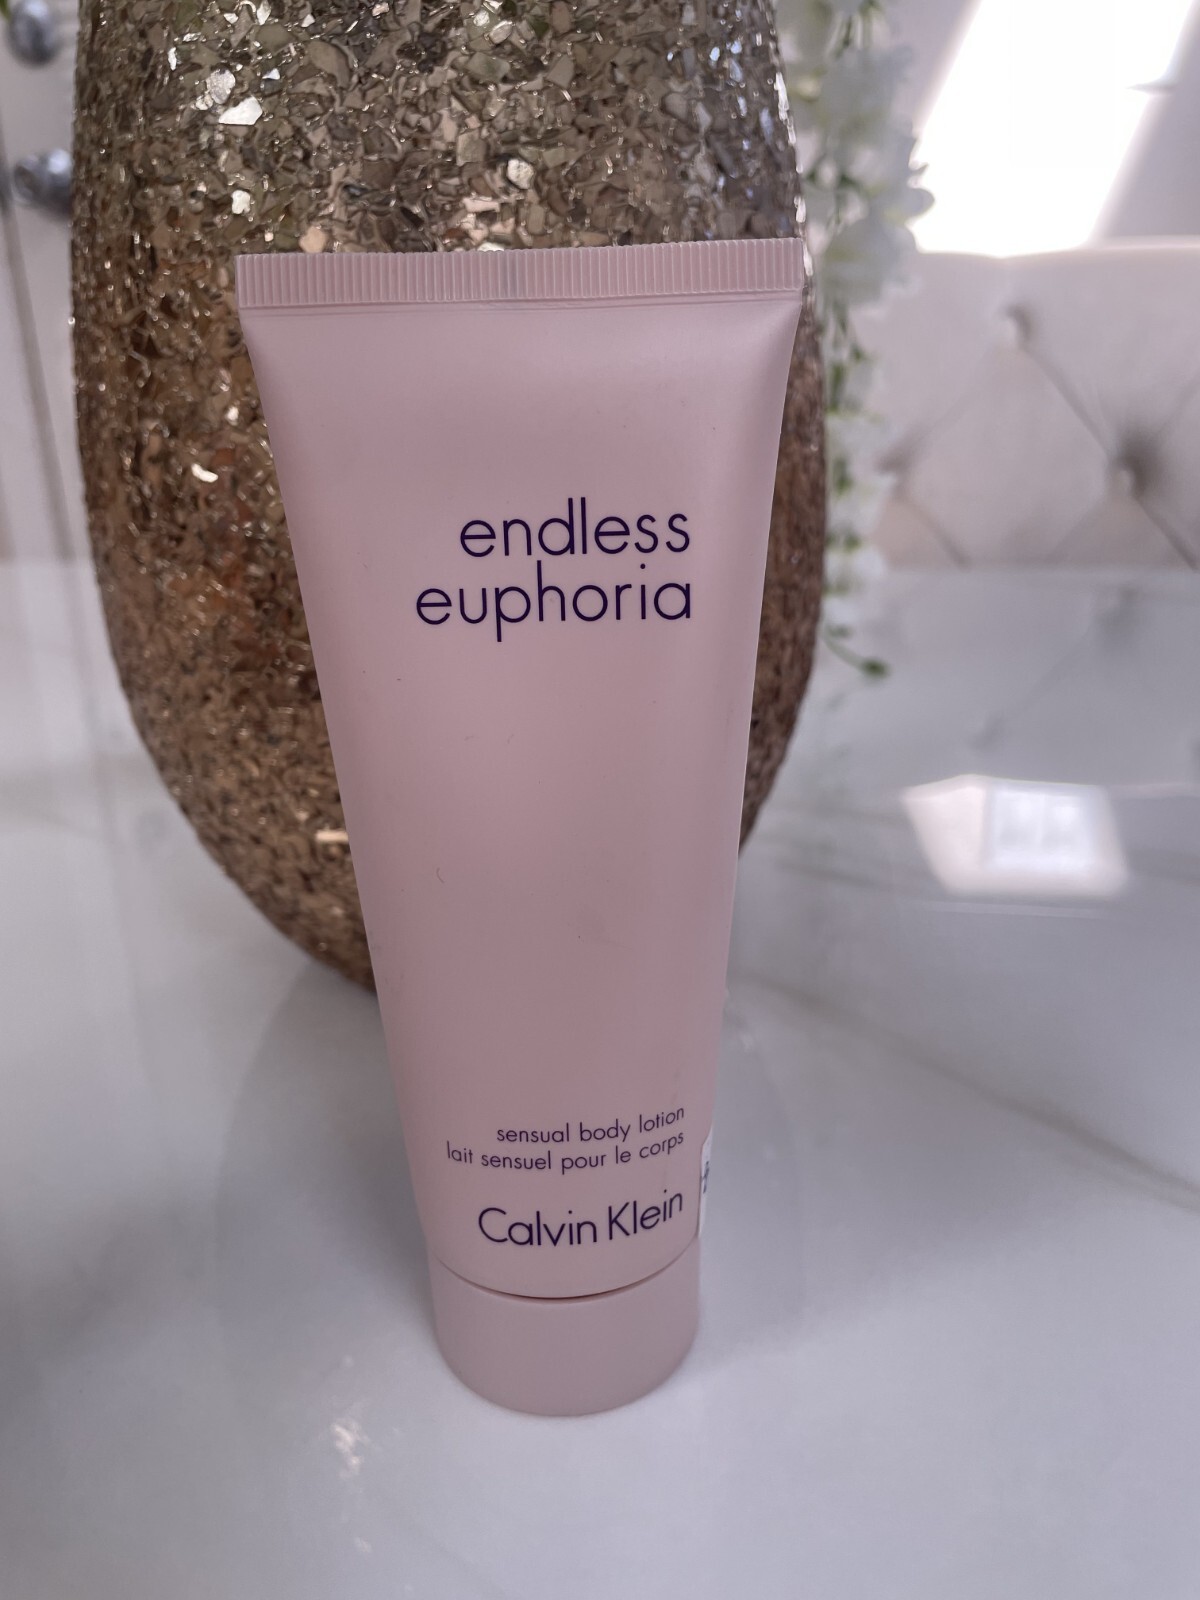 endless
euphoria
sensual body lotion
lait sensuel pour le corps
Calvin Klein